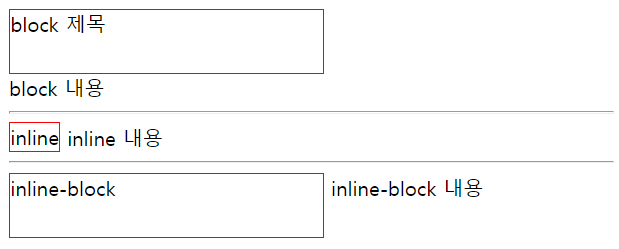 block 제목
block 내용
inline inline 내용
inline-block inline-block 내용